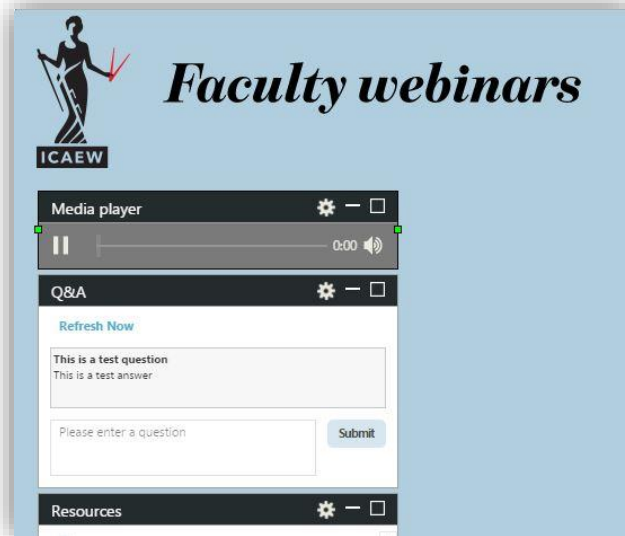 Faculty webinars
ICAEW
Media player
0:00
Q&A
Refresh Now
This is a test question
This is a test answer
Please enter a question
Submit
Resources